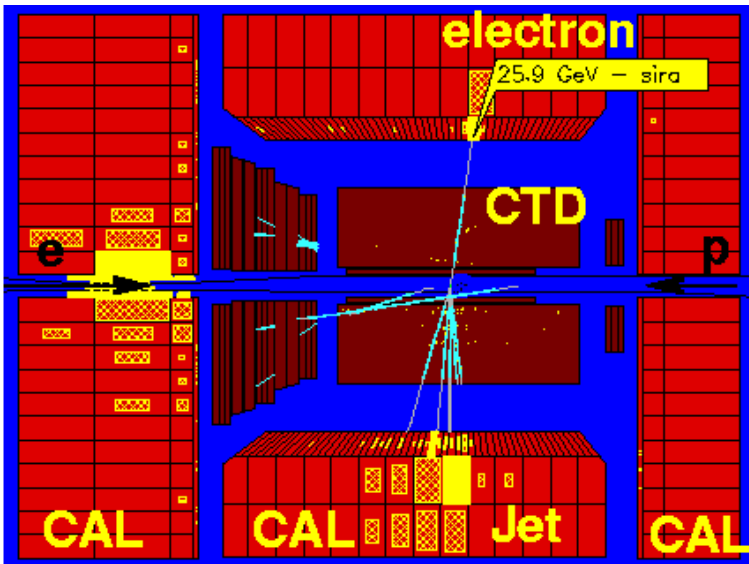 electron
25.9 GeV – sira
CTD
e
p
CAL
CAL
Jet
CAL